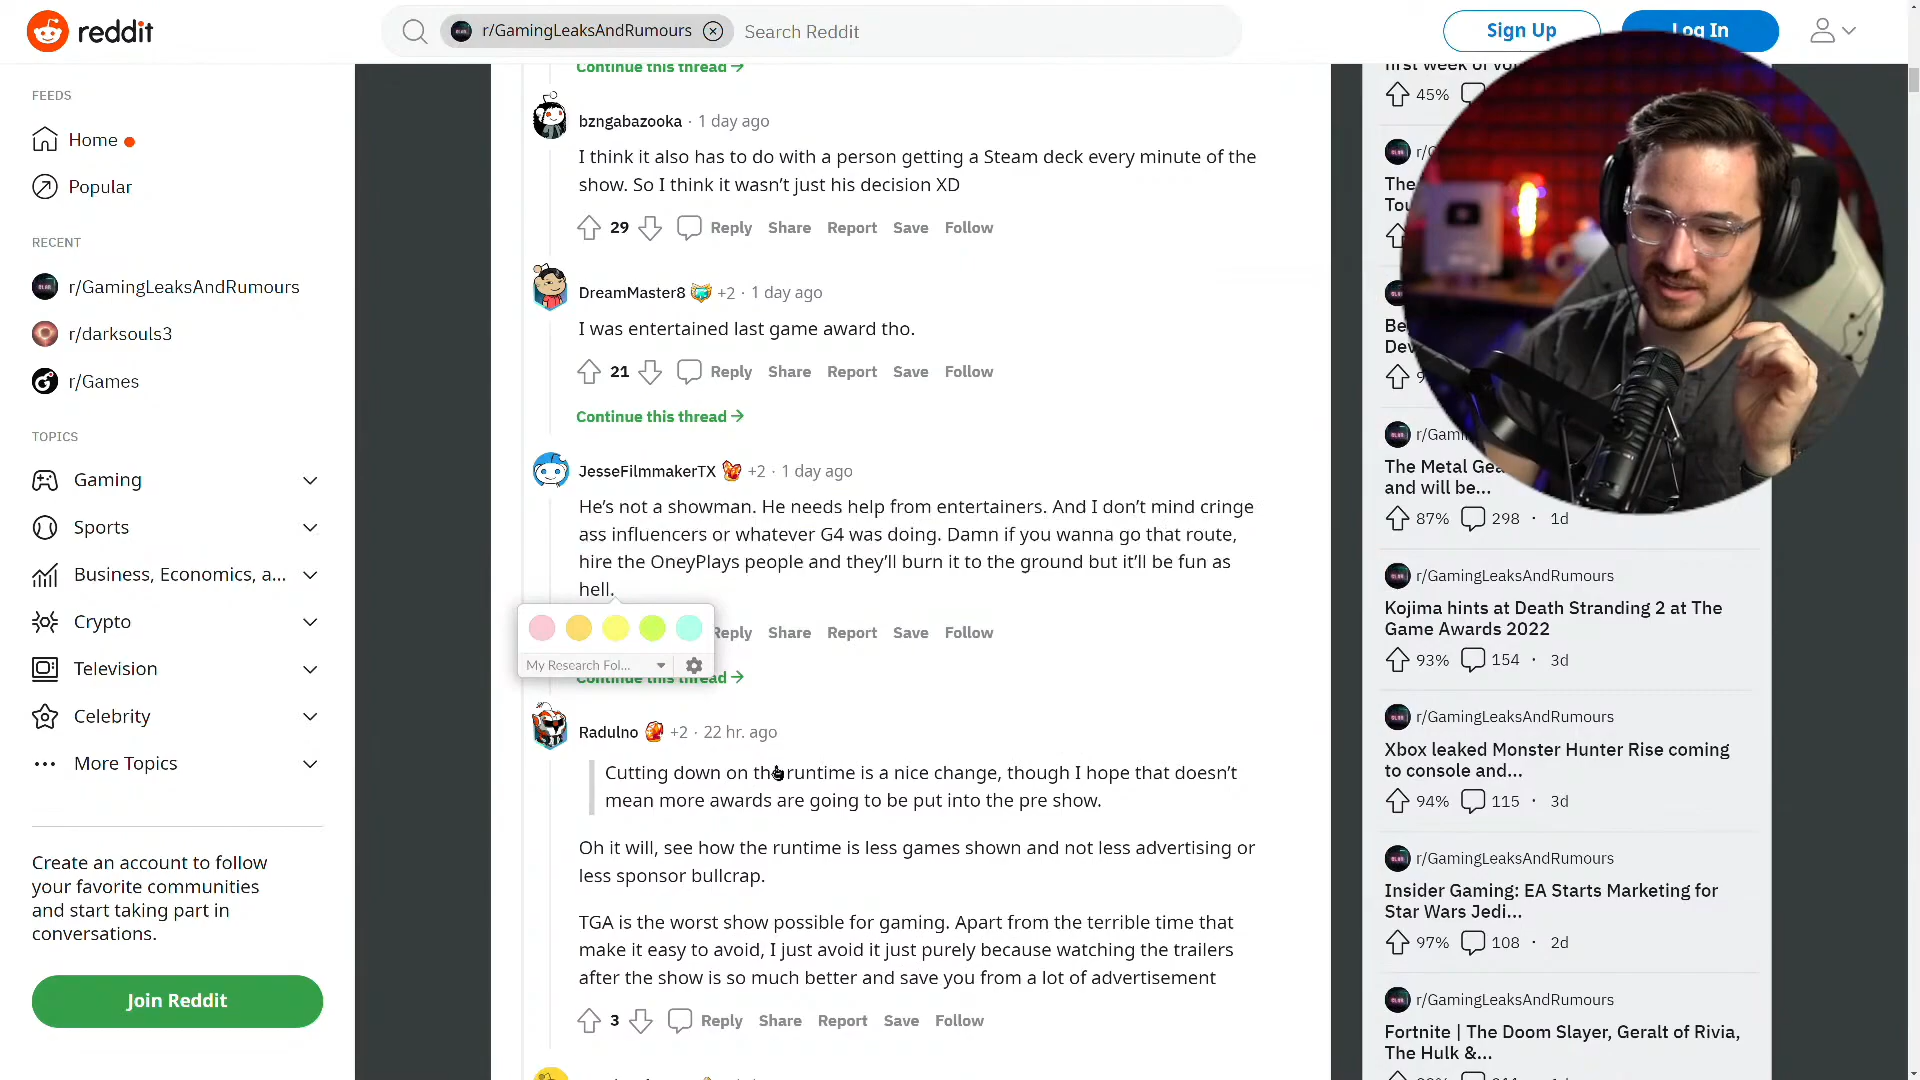 reddit
r/GamingLeaksAndRumours
Search Reddit
Sign Up
Log In
FEEDS
Home
Popular
RECENT
r/GamingLeaksAndRumours
r/darksouls3
r/Games
TOPICS
Gaming
Sports
Business, Economics, a...
Crypto
Television
Celebrity
More Topics
Create an account to follow
your favorite communities
and start taking part in
conversations.
Join Reddit
Continue this thread →
bzngabazooka · 1 day ago
I think it also has to do with a person getting a Steam deck every minute of the
show. So I think it wasn’t just his decision XD
29 Reply Share Report Save Follow
DreamMaster8 +2 · 1 day ago
I was entertained last game award tho.
21 Reply Share Report Save Follow
Continue this thread →
JesseFilmmakerTX +2 · 1 day ago
He’s not a showman. He needs help from entertainers. And I don’t mind cringe
ass influencers or whatever G4 was doing. Damn if you wanna go that route,
hire the OneyPlays people and they’ll burn it to the ground but it’ll be fun as
hell.
Reply Share Report Save Follow
My Research Fol...
Continue this thread →
Radulno +2 · 22 hr. ago
Cutting down on the runtime is a nice change, though I hope that doesn’t
mean more awards are going to be put into the pre show.
Oh it will, see how the runtime is less games shown and not less advertising or
less sponsor bullcrap.
TGA is the worst show possible for gaming. Apart from the terrible time that
make it easy to avoid, I just avoid it just purely because watching the trailers
after the show is so much better and save you from a lot of advertisement
3 Reply Share Report Save Follow
first week of
45%
The
87% 298 · 1d
The Metal
and will be...
r/GamingLeaksAndRumours
Kojima hints at Death Stranding 2 at The
Game Awards 2022
93% 154 · 3d
r/GamingLeaksAndRumours
Xbox leaked Monster Hunter Rise coming
to console and...
94% 115 · 3d
r/GamingLeaksAndRumours
Insider Gaming: EA Starts Marketing for
Star Wars Jedi...
97% 108 · 2d
r/GamingLeaksAndRumours
Fortnite | The Doom Slayer, Geralt of Rivia,
The Hulk &...